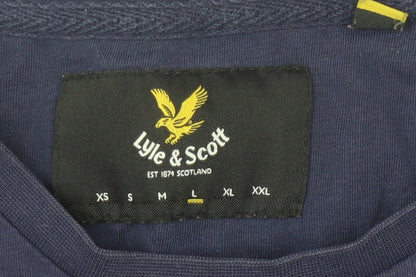 Lyle & Scott
EST 1874 SCOTLAND
XS S M L XL XXL